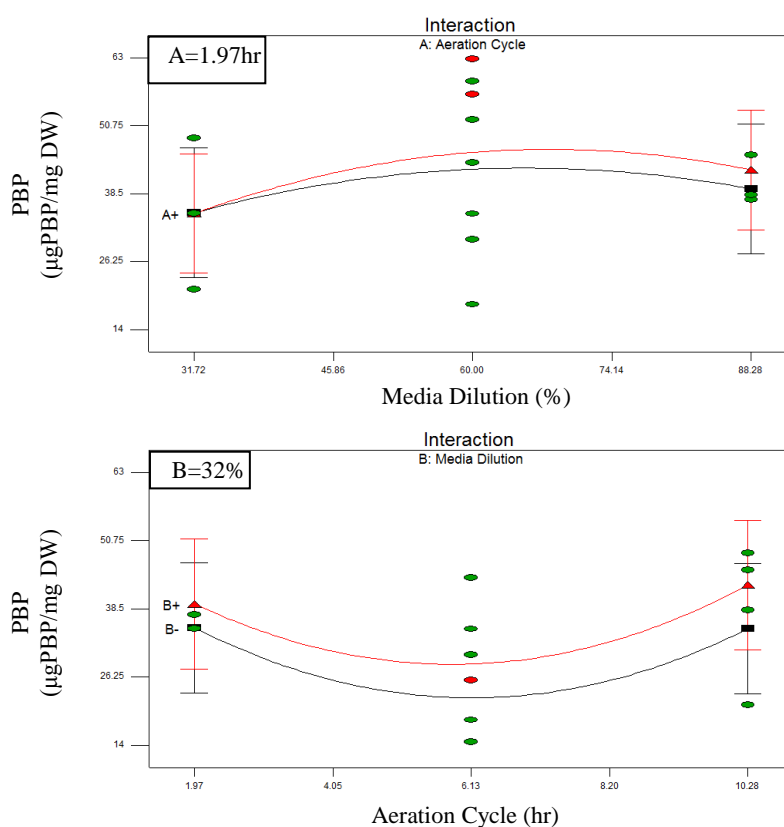 Interaction
A: Aeration Cycle
A=1.97hr
63
50.75
38.5
26.25
14
PBP
(µgPBP/mg DW)
A+
31.72
45.86
60.00
74.14
88.28
Media Dilution (%)
Interaction
B: Media Dilution
B=32%
63
50.75
38.5
26.25
14
PBP
(µgPBP/mg DW)
B+
B-
1.97
4.05
6.13
8.20
10.28
Aeration Cycle (hr)